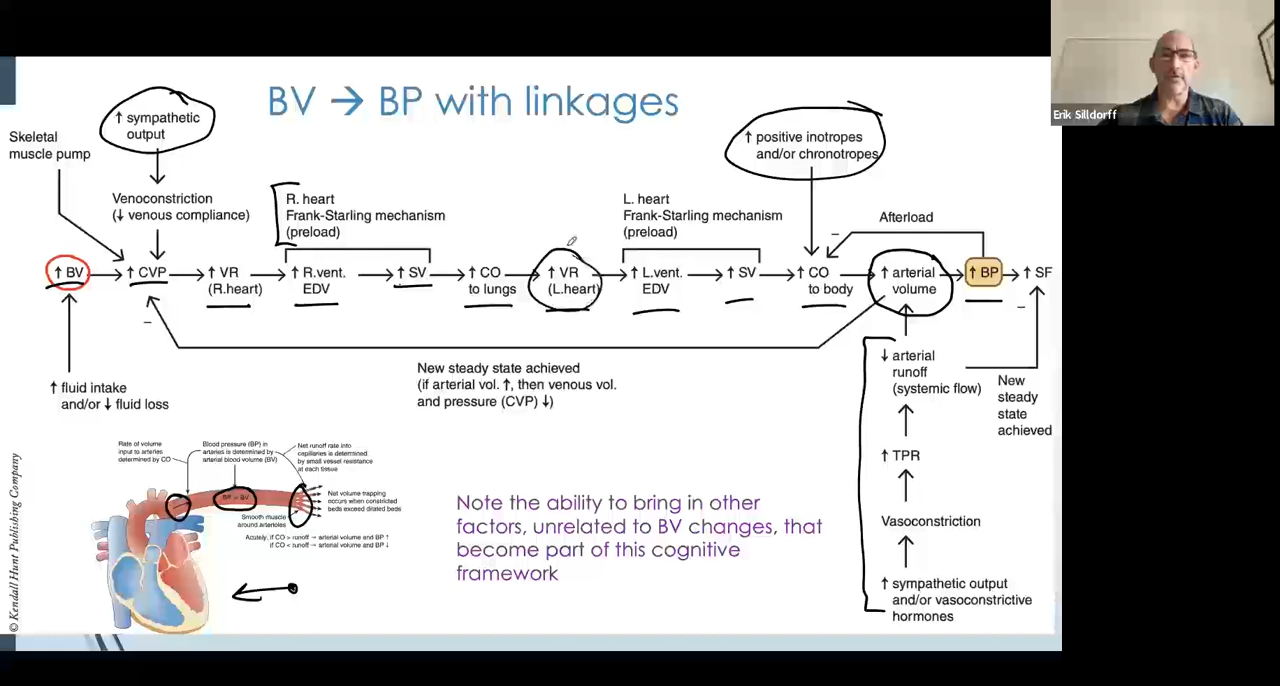 Erik Silldorff
BV → BP with linkages
↑ sympathetic
output
Skeletal
muscle pump
Venoconstriction
(↓ venous compliance)
R. heart
Frank-Starling mechanism
(preload)
L. heart
Frank-Starling mechanism
(preload)
↑ positive inotropes
and/or chronotropes
Afterload
−
↑ BV
↑ CVP
↑ VR
(R.heart)
↑ R.vent.
EDV
↑ SV
↑ CO
to lungs
↑ VR
(L.heart)
↑ L.vent.
EDV
↑ SV
↑ CO
to body
↑ arterial
volume
↑ BP
↑ SF
−
−
↑ fluid intake
and/or ↓ fluid loss
New steady state achieved
(if arterial vol. ↑, then venous vol.
and pressure (CVP) ↓)
↓ arterial
runoff
(systemic flow)
New
steady
state
achieved
↑ TPR
Vasoconstriction
↑ sympathetic output
and/or vasoconstrictive
hormones
Rate of volume
input to arteries
determined by CO
Blood pressure (BP) in
arteries is determined by
arterial blood volume (BV)
Net runoff rate into
capillaries is determined
by small vessel resistance
at each tissue
Net volume trapping
occurs when constricted
beds exceed dilated beds
Smooth muscle
around arterioles
Acutely, if CO > runoff → arterial volume and BP ↑
if CO < runoff → arterial volume and BP ↓
Note the ability to bring in other
factors, unrelated to BV changes, that
become part of this cognitive
framework
© Kendall Hunt Publishing Company